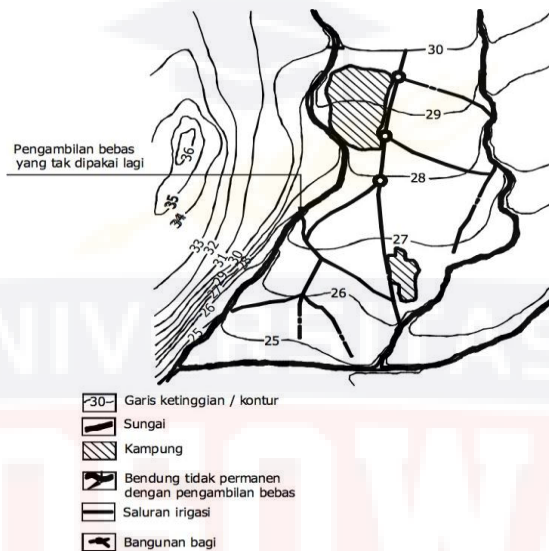 30
29
28
27
26
25
36
35
34
33
32
31
30
29
27
26
25
Pengambilan bebas
yang tak dipakai lagi
30 Garis ketinggian / kontur
Sungai
Kampung
Bendung tidak permanen
dengan pengambilan bebas
Saluran irigasi
Bangunan bagi